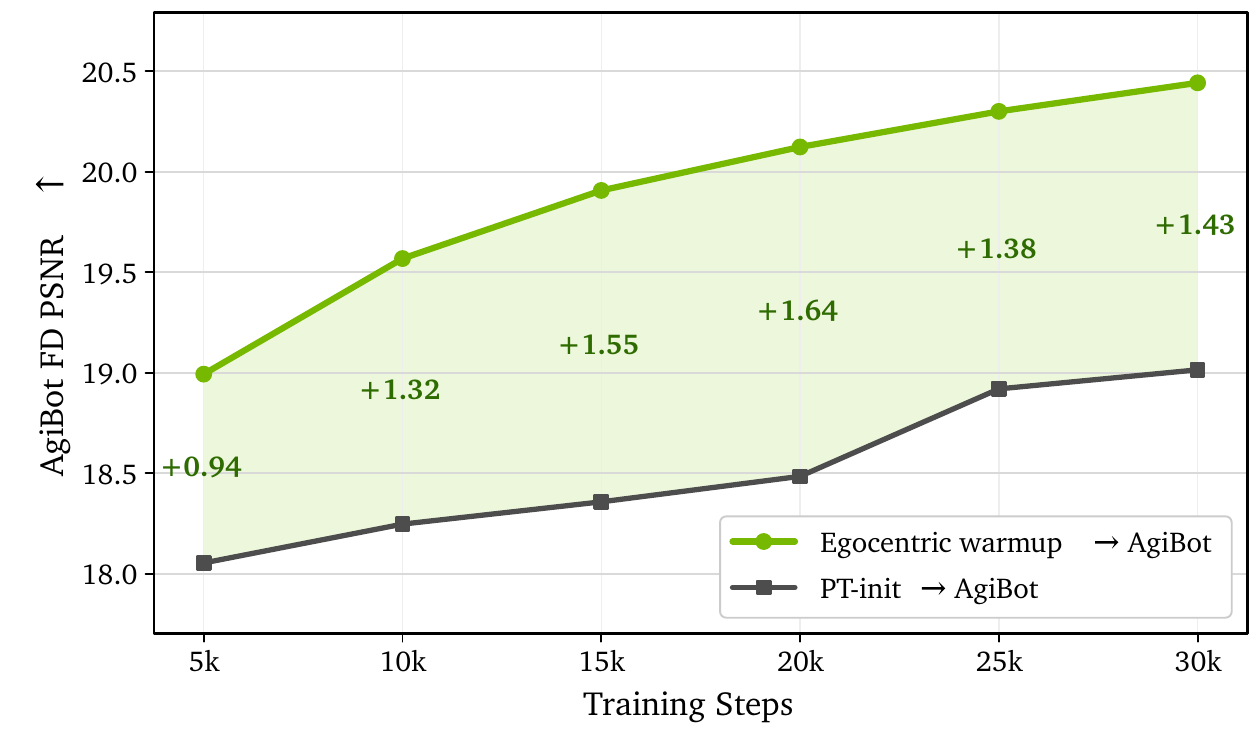 AgiBot FD PSNR ↑
20.5
20.0
19.5
19.0
18.5
18.0
+0.94
+1.32
+1.55
+1.64
+1.38
+1.43
Egocentric warmup → AgiBot
PT-init → AgiBot
5k 10k 15k 20k 25k 30k
Training Steps